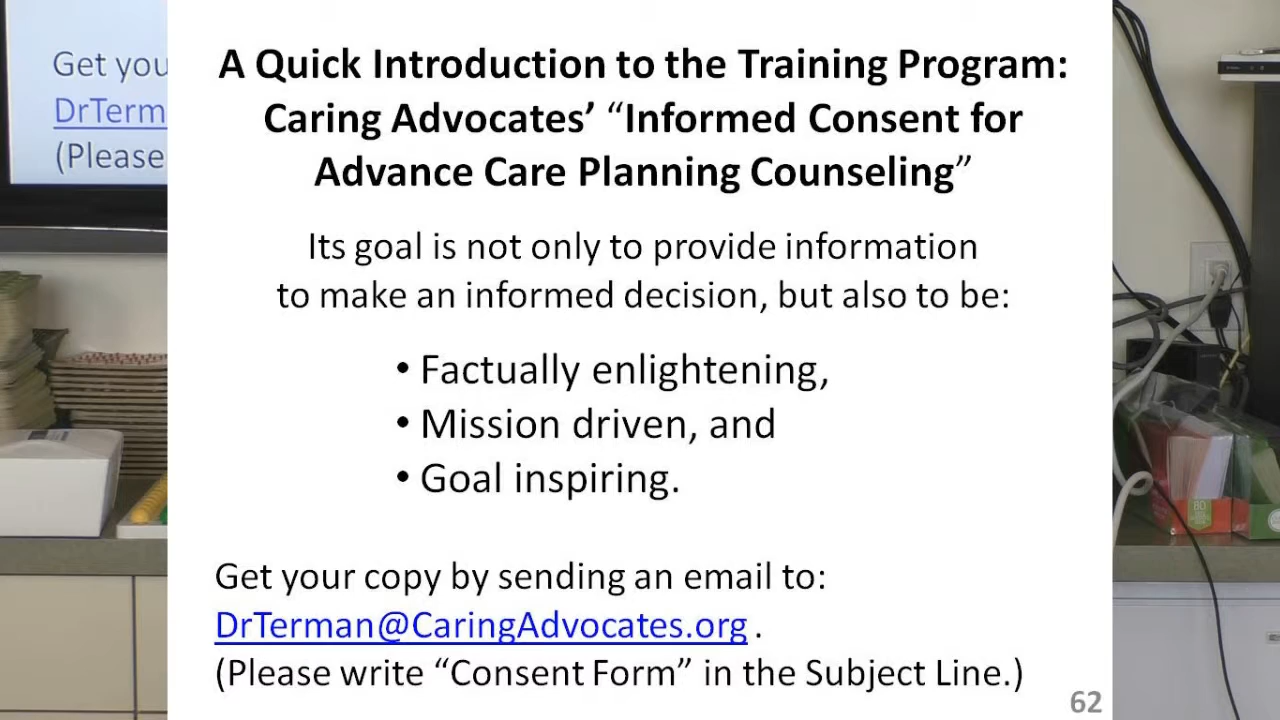 Get you
DrTerm
(Please
A Quick Introduction to the Training Program:
Caring Advocates’ “Informed Consent for
Advance Care Planning Counseling”
Its goal is not only to provide information
to make an informed decision, but also to be:
• Factually enlightening,
• Mission driven, and
• Goal inspiring.
Get your copy by sending an email to:
DrTerman@CaringAdvocates.org .
(Please write “Consent Form” in the Subject Line.)
62
80